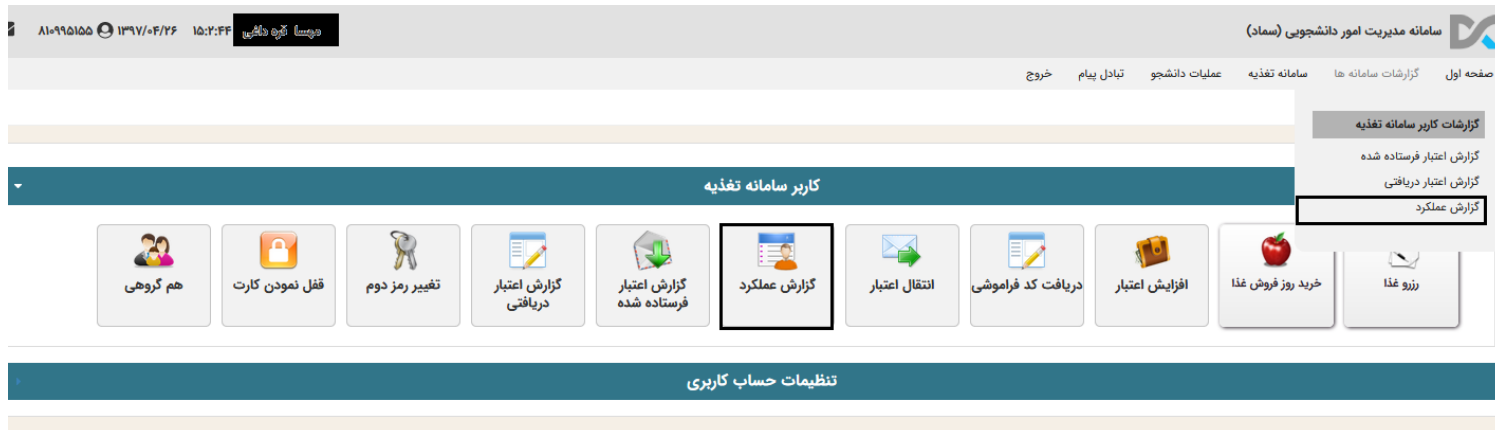 سامانه مدیریت امور دانشجویی (سماد)
۱۵:۲:۴۴ ۱۳۹۷/۰۴/۲۶ ۸۱۰۹۹۵۱۵۵
صفحه اول گزارشات سامانه ها سامانه تغذیه عملیات دانشجو تبادل پیام خروج
گزارشات کاربر سامانه تغذیه
گزارش اعتبار فرستاده شده
گزارش اعتبار دریافتی
گزارش عملکرد
کاربر سامانه تغذیه
رزرو غذا
خرید روز فروش غذا
افزایش اعتبار
دریافت کد فراموشی
انتقال اعتبار
گزارش عملکرد
گزارش اعتبار
فرستاده شده
گزارش اعتبار
دریافتی
تغییر رمز دوم
قفل نمودن کارت
هم گروهی
تنظیمات حساب کاربری